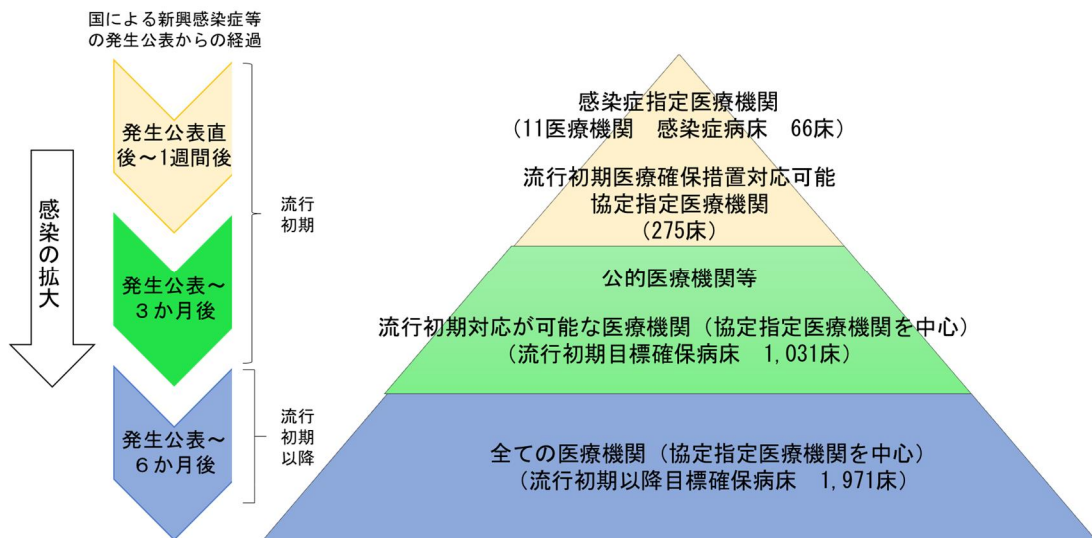 国による新興感染症等
の発生公表からの経過
感染の拡大
発生公表直
後～1週間後
発生公表～
３か月後
発生公表～
６か月後
流行
初期
流行
初期
以降
感染症指定医療機関
（11医療機関　感染症病床　66床）
流行初期医療確保措置対応可能
協定指定医療機関
（275床）
公的医療機関等
流行初期対応が可能な医療機関（協定指定医療機関を中心）
（流行初期目標確保病床　1,031床）
全ての医療機関（協定指定医療機関を中心）
（流行初期以降目標確保病床　1,971床）